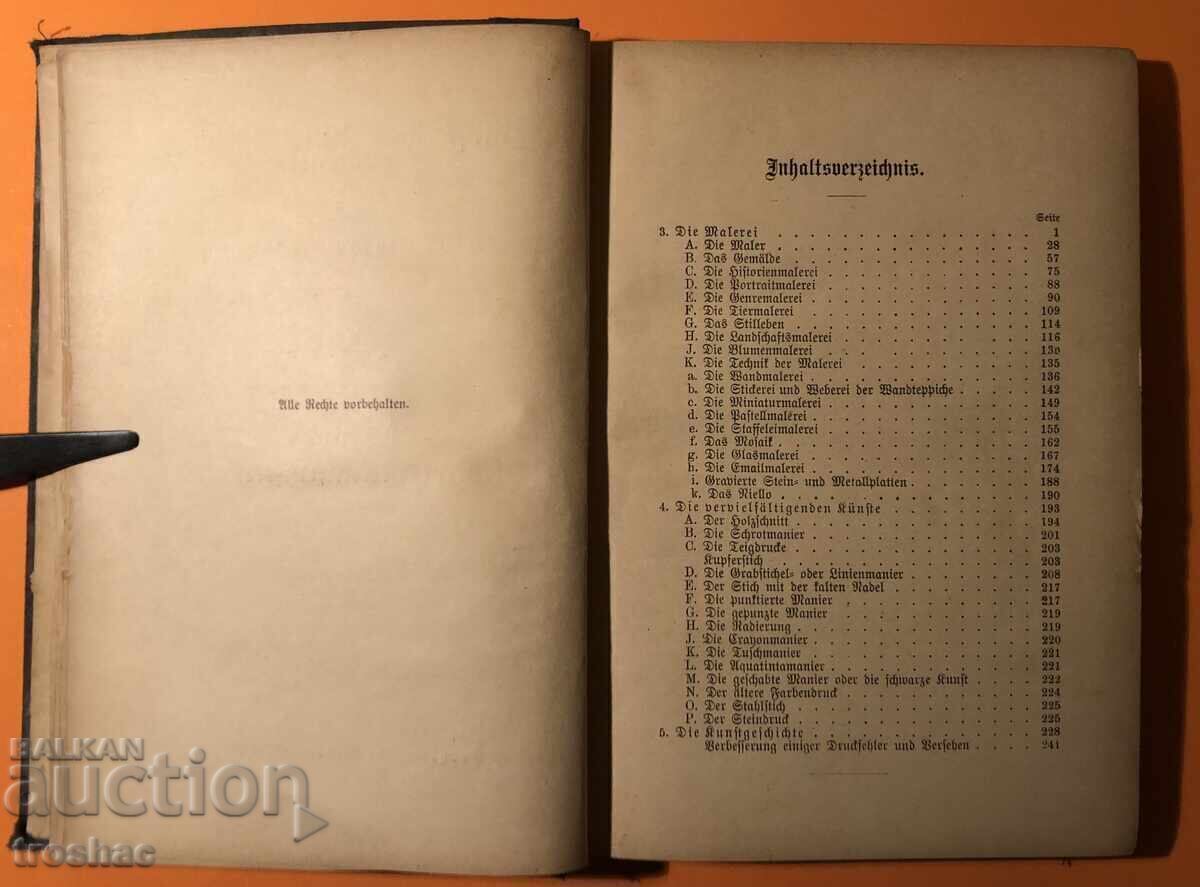 Alle Rechte vorbehalten.
Inhaltsverzeichnis.
Seite
3. Die Malerei 1
A. Die Maler 28
B. Das Gemälde 57
C. Die Historienmalerei 75
D. Die Portraitmalerei 88
E. Die Genremalerei 90
F. Die Tiermalerei 109
G. Das Stilleben 114
H. Die Landschaftsmalerei 116
J. Die Blumenmalerei 130
K. Die Technik der Malerei 135
a. Die Wandmalerei 136
b. Die Stickerei und Weberei der Wandteppiche 142
c. Die Miniaturmalerei 149
d. Die Pastellmalerei 154
e. Die Staffeleimalerei 155
f. Das Mosaik 162
g. Die Glasmalerei 167
h. Die Emailmalerei 174
i. Gravierte Stein- und Metallplatten 188
k. Das Niello 190
4. Die vervielfältigenden Künste 193
A. Der Holzschnitt 194
B. Die Schrotmanier 201
C. Die Teigdrucke 203
Kupferstich 203
D. Die Grabstichel- oder Linienmanier 208
E. Der Stich mit der kalten Nadel 217
F. Die punktierte Manier 217
G. Die gepunzte Manier 219
H. Die Radierung 219
J. Die Crayonmanier 220
K. Die Tuschmanier 221
L. Die Aquatintamanier 221
M. Die geschabte Manier oder die schwarze Kunst 222
N. Der ältere Farbendruck 224
O. Der Stahlstich 225
P. Der Steindruck 225
5. Die Kunstgeschichte 228
Verbesserung einiger Druckfehler und Versehen 241
BALKAN
auction
troshac